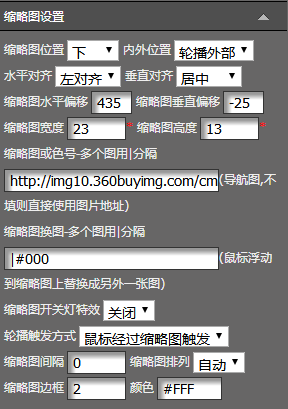 缩略图设置
缩略图位置 下 内外位置 轮播外部
水平对齐 左对齐 垂直对齐 居中
缩略图水平偏移 435 缩略图垂直偏移 -25
缩略图宽度 23 * 缩略图高度 13 *
缩略图或色号-多个图用|分隔
http://img10.360buyimg.com/cm (导航图,不
填则直接使用图片地址)
缩略图换图-多个图用|分隔
|#000 (鼠标浮动
到缩略图上替换成另外一张图)
缩略图开关灯特效 关闭
轮播触发方式 鼠标经过缩略图触发
缩略图间隔 0 缩略图排列 自动
缩略图边框 2 颜色 #FFF